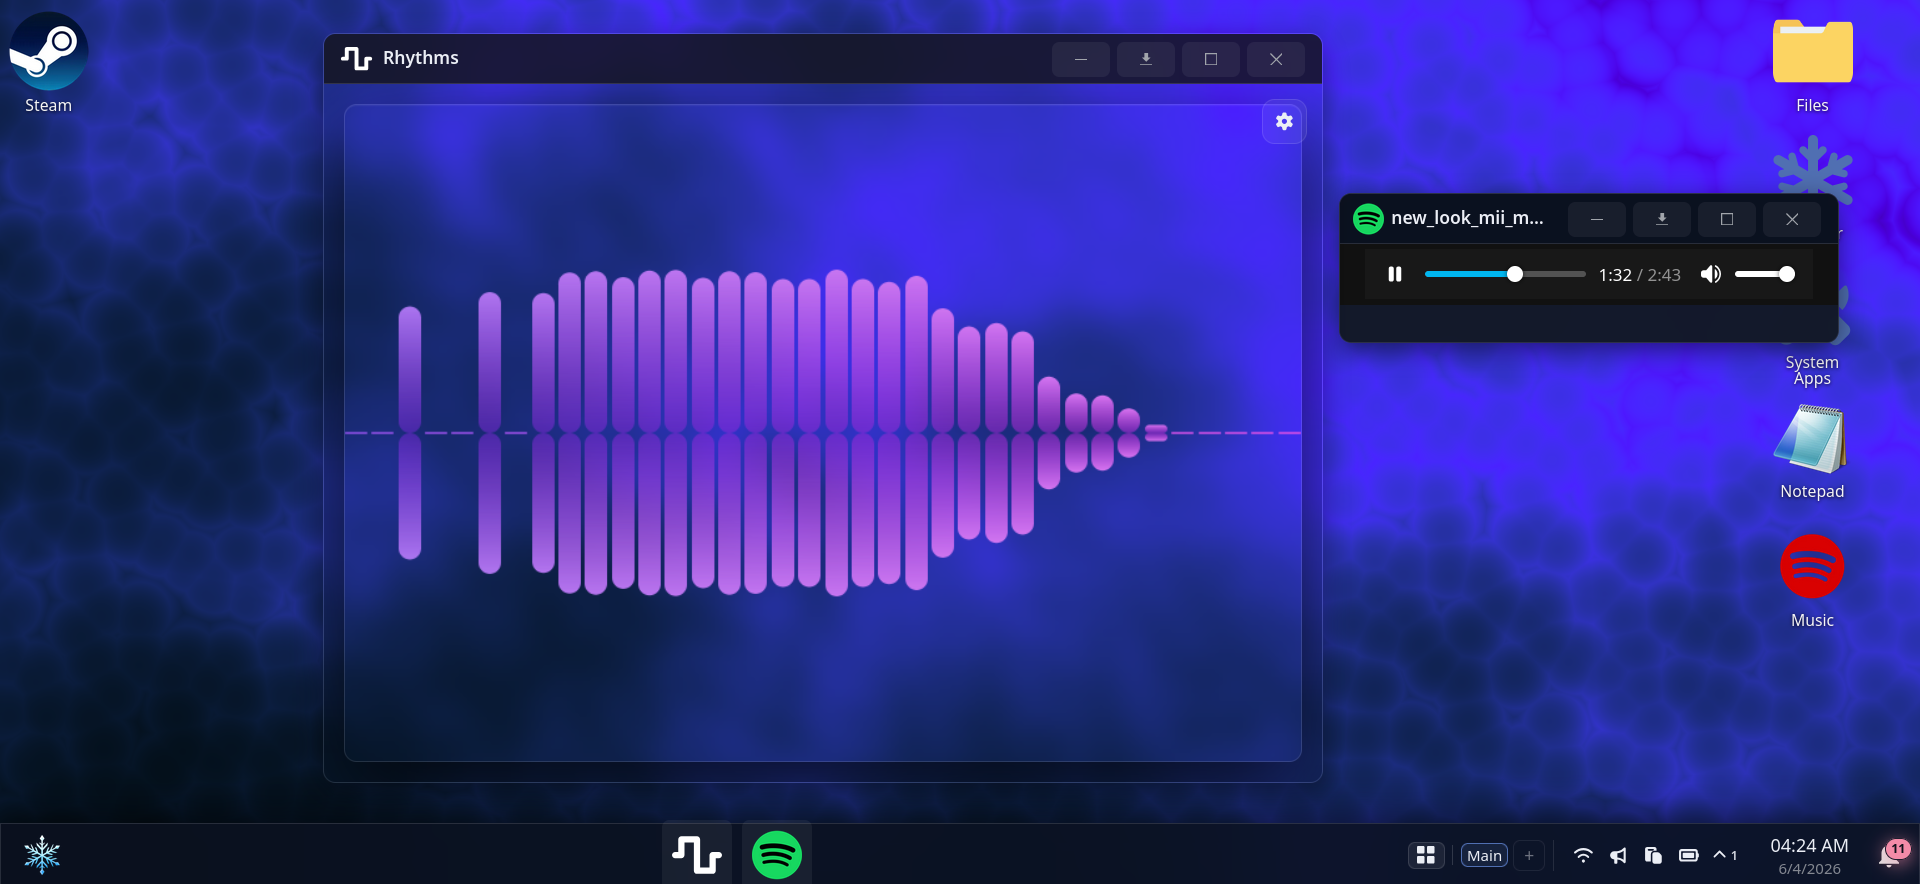 Steam
Rhythms
Files
new_look_mii_m...
1:32 / 2:43
System
Apps
Notepad
Music
Main
+
1
04:24 AM
6/4/2026
11